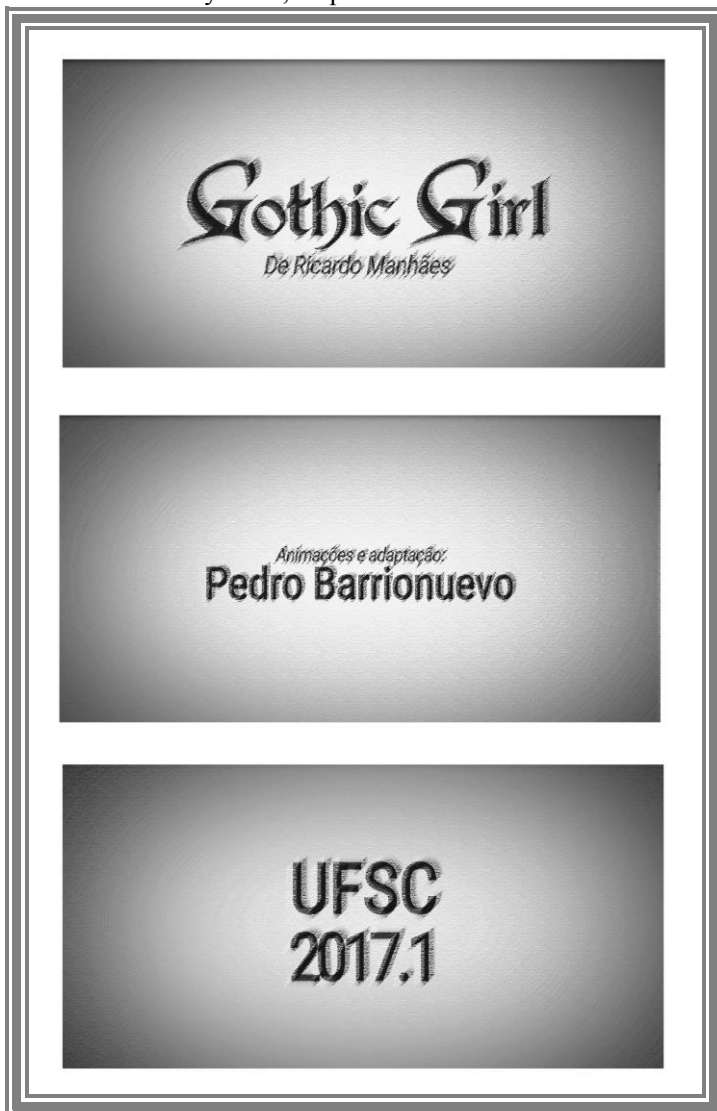 Gothic Girl
De Ricardo Manhães
Animações e adaptação:
Pedro Barrionuevo
UFSC
2017.1